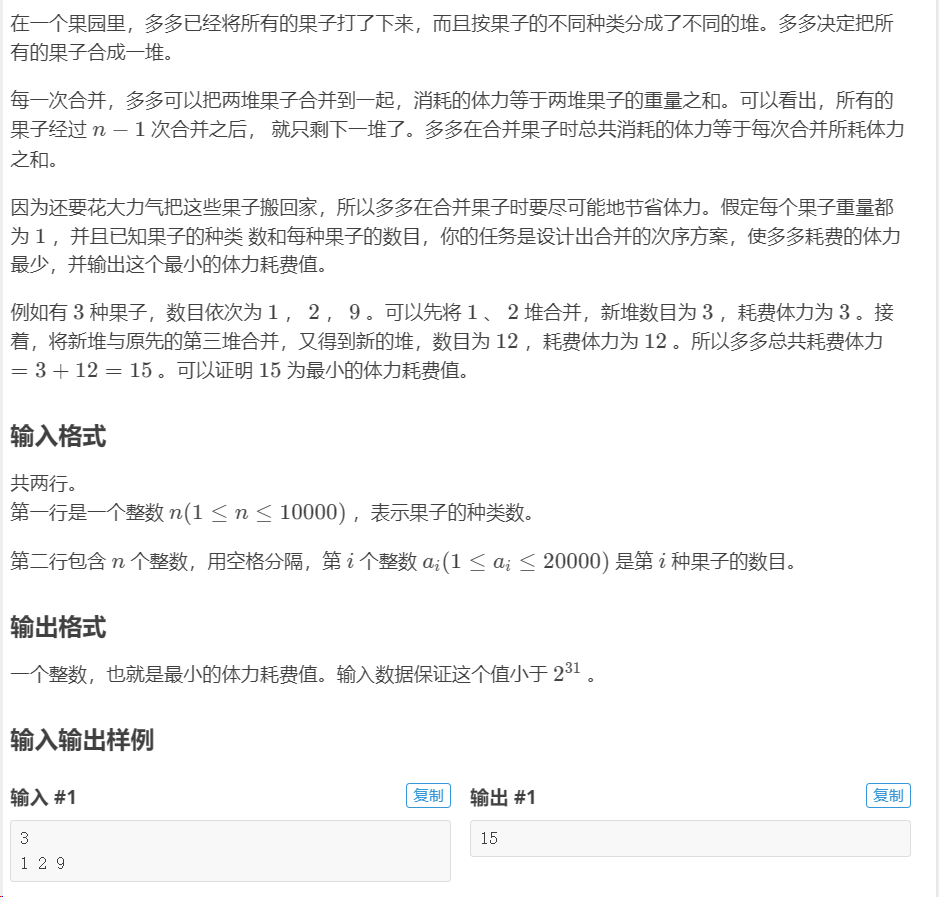 在一个果园里，多多已经将所有的果子打了下来，而且按果子的不同种类分成了不同的堆。多多决定把所
有的果子合成一堆。
每一次合并，多多可以把两堆果子合并到一起，消耗的体力等于两堆果子的重量之和。可以看出，所有的
果子经过 n − 1 次合并之后， 就只剩下一堆了。多多在合并果子时总共消耗的体力等于每次合并所耗体力
之和。
因为还要花大力气把这些果子搬回家，所以多多在合并果子时要尽可能地节省体力。假定每个果子重量都
为 1 ，并且已知果子的种类 数和每种果子的数目，你的任务是设计出合并的次序方案，使多多耗费的体力
最少，并输出这个最小的体力耗费值。
例如有 3 种果子，数目依次为 1 ， 2 ， 9 。可以先将 1 、 2 堆合并，新堆数目为 3 ，耗费体力为 3 。接
着，将新堆与原先的第三堆合并，又得到新的堆，数目为 12 ，耗费体力为 12 。所以多多总共耗费体力
= 3 + 12 = 15 。可以证明 15 为最小的体力耗费值。
输入格式
共两行。
第一行是一个整数 n(1 ≤ n ≤ 10000) ，表示果子的种类数。
第二行包含 n 个整数，用空格分隔，第 i 个整数 aᵢ(1 ≤ aᵢ ≤ 20000) 是第 i 种果子的数目。
输出格式
一个整数，也就是最小的体力耗费值。输入数据保证这个值小于 2³¹ 。
输入输出样例
输入 #1
复制
3
1 2 9
输出 #1
复制
15